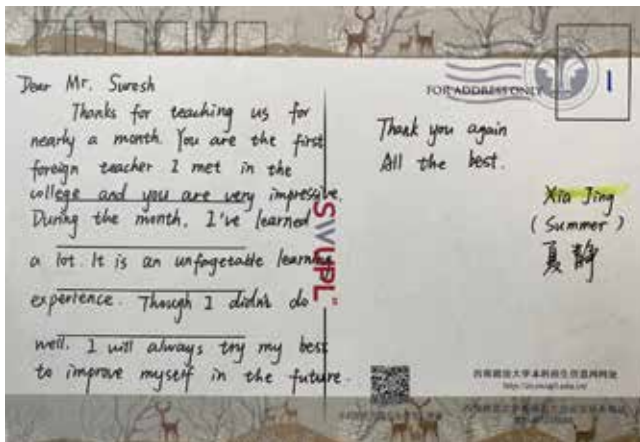 Dear Mr. Suresh
Thanks for teaching us for
nearly a month. You are the first
foreign teacher I met in the
college and you are very impressive.
During the month, I've learned
a lot. It is an unfogetable learning
experience. Though I didn't do
well. I will always try my best
to improve myself in the future.
SWUPL
FOR ADDRESS ONLY
1
Thank you again
All the best.
Xia Jing
(Summer)
夏静